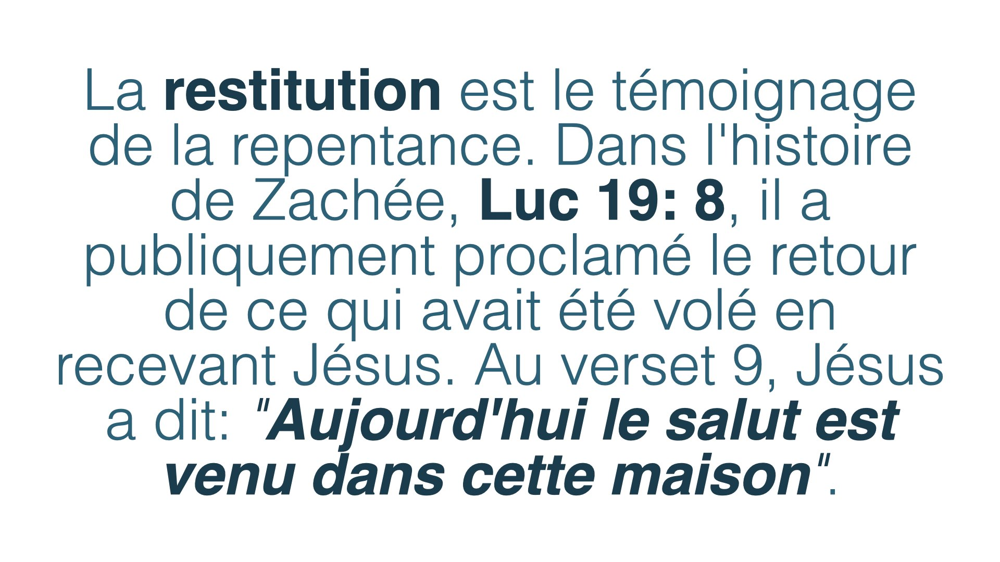 La restitution est le témoignage
de la repentance. Dans l'histoire
de Zachée, Luc 19: 8, il a
publiquement proclamé le retour
de ce qui avait été volé en
recevant Jésus. Au verset 9, Jésus
a dit: "Aujourd'hui le salut est
venu dans cette maison".